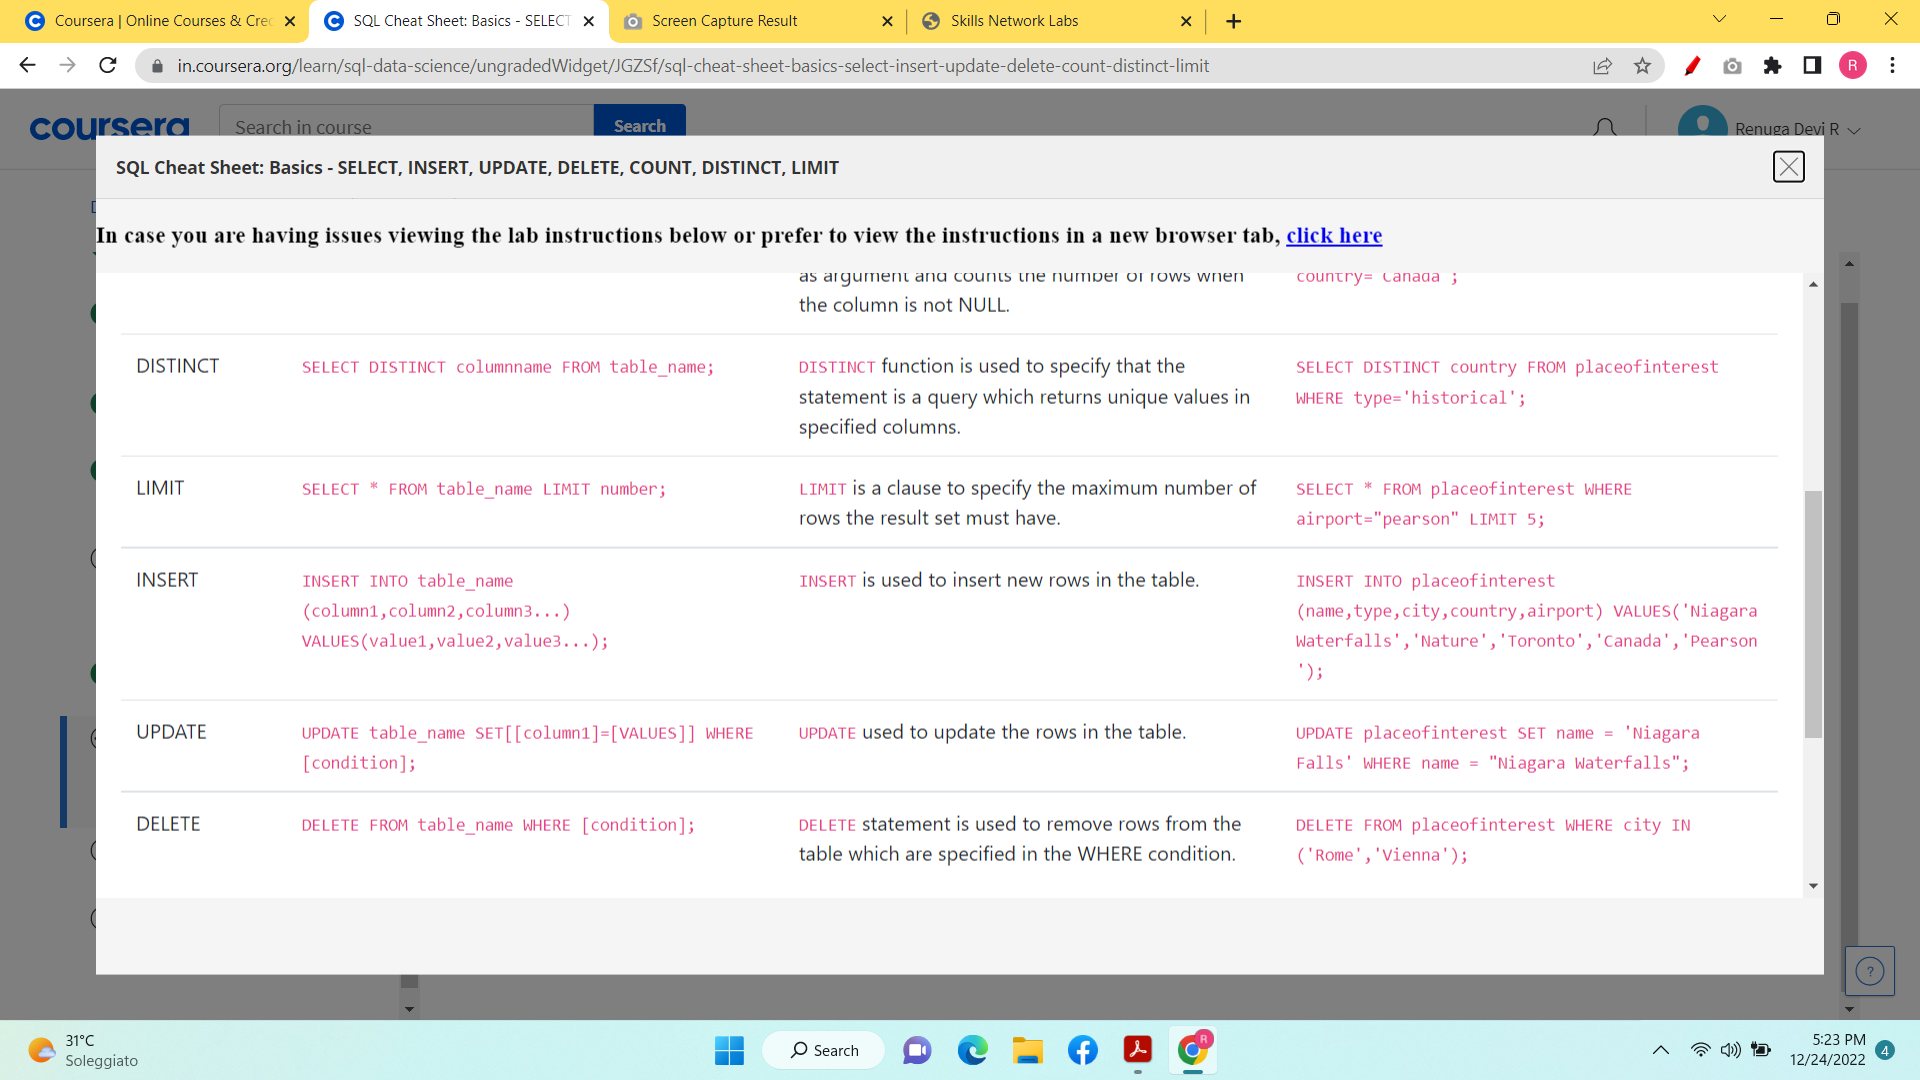 Coursera | Online Courses & Crec
SQL Cheat Sheet: Basics - SELECT
Screen Capture Result
Skills Network Labs
in.coursera.org/learn/sql-data-science/ungradedWidget/JGZSf/sql-cheat-sheet-basics-select-insert-update-delete-count-distinct-limit
R
coursera
Search in course
Search
Renuga Devi R
SQL Cheat Sheet: Basics - SELECT, INSERT, UPDATE, DELETE, COUNT, DISTINCT, LIMIT
In case you are having issues viewing the lab instructions below or prefer to view the instructions in a new browser tab, click here
as argument and counts the number of rows when
the column is not NULL.
country='Canada';
DISTINCT
SELECT DISTINCT columnname FROM table_name;
DISTINCT function is used to specify that the
statement is a query which returns unique values in
specified columns.
SELECT DISTINCT country FROM placeofinterest
WHERE type='historical';
LIMIT
SELECT * FROM table_name LIMIT number;
LIMIT is a clause to specify the maximum number of
rows the result set must have.
SELECT * FROM placeofinterest WHERE
airport="pearson" LIMIT 5;
INSERT
INSERT INTO table_name
(column1,column2,column3...)
VALUES(value1,value2,value3...);
INSERT is used to insert new rows in the table.
INSERT INTO placeofinterest
(name,type,city,country,airport) VALUES('Niagara
Waterfalls','Nature','Toronto','Canada','Pearson
');
UPDATE
UPDATE table_name SET[[column1]=[VALUES]] WHERE
[condition];
UPDATE used to update the rows in the table.
UPDATE placeofinterest SET name = 'Niagara
Falls' WHERE name = "Niagara Waterfalls";
DELETE
DELETE FROM table_name WHERE [condition];
DELETE statement is used to remove rows from the
table which are specified in the WHERE condition.
DELETE FROM placeofinterest WHERE city IN
('Rome','Vienna');
?
31°C
Soleggiato
Search
R
5:23 PM
12/24/2022
4